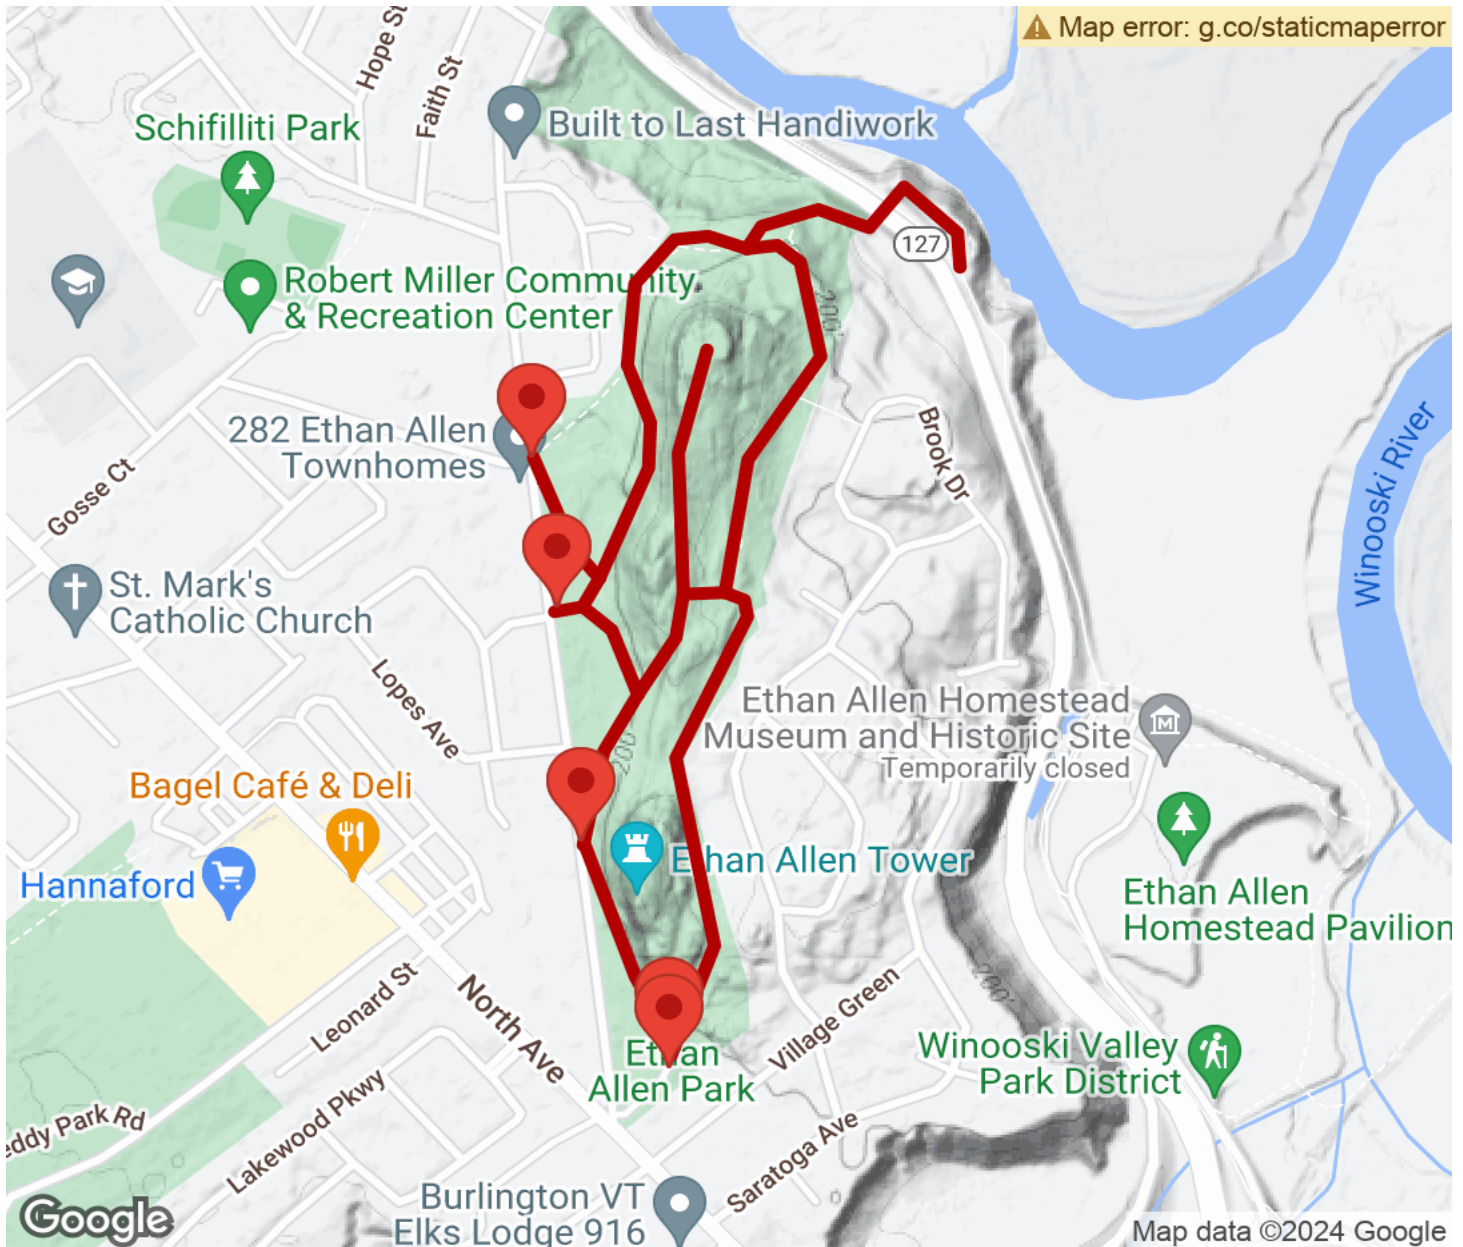 Map error: g.co/staticmaperror
Hope St
Faith St
Built to Last Handiwork
Schifilliti Park
127
Robert Miller Community
& Recreation Center
200'
282 Ethan Allen
Townhomes
Brook Dr
Winooski River
Gosse Ct
St. Mark's
Catholic Church
Lopes Ave
Ethan Allen Homestead
Museum and Historic Site
Temporarily closed
200
Bagel Café & Deli
Hannaford
Ethan Allen Tower
Ethan Allen
Homestead Pavilion
Leonard St
North Ave
Village Green
200'
Ethan
Allen Park
Winooski Valley
Park District
eddy Park Rd
Lakewood Pkwy
Saratoga Ave
Burlington VT
Elks Lodge 916
Google
Map data ©2024 Google